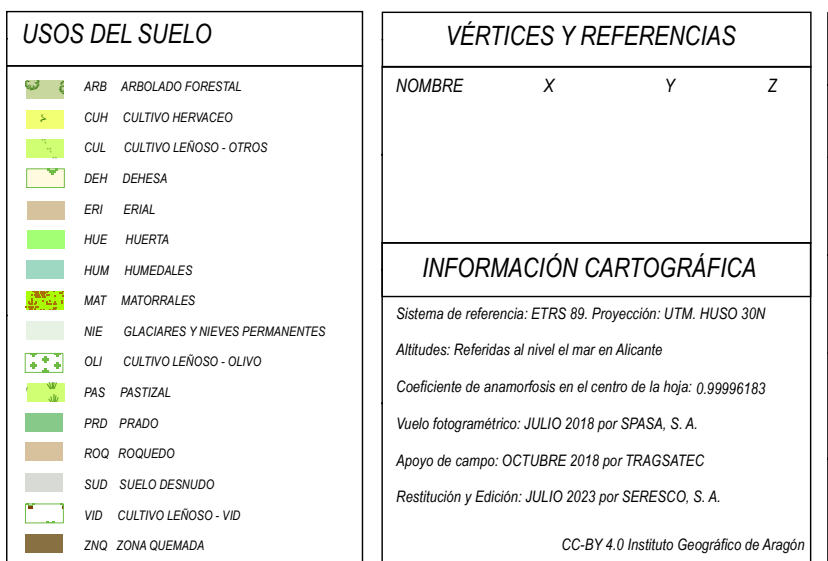 USOS DEL SUELO
ARB ARBOLADO FORESTAL
CUH CULTIVO HERVACEO
CUL CULTIVO LEÑOSO - OTROS
DEH DEHESA
ERI ERIAL
HUE HUERTA
HUM HUMEDALES
MAT MATORRALES
NIE GLACIARES Y NIEVES PERMANENTES
OLI CULTIVO LEÑOSO - OLIVO
PAS PASTIZAL
PRD PRADO
ROQ ROQUEDO
SUD SUELO DESNUDO
VID CULTIVO LEÑOSO - VID
ZNQ ZONA QUEMADA
VÉRTICES Y REFERENCIAS
NOMBRE X Y Z
INFORMACIÓN CARTOGRÁFICA
Sistema de referencia: ETRS 89. Proyección: UTM. HUSO 30N
Altitudes: Referidas al nivel el mar en Alicante
Coeficiente de anamorfosis en el centro de la hoja: 0.99996183
Vuelo fotogramétrico: JULIO 2018 por SPASA, S. A.
Apoyo de campo: OCTUBRE 2018 por TRAGSATEC
Restitución y Edición: JULIO 2023 por SERESCO, S. A.
CC-BY 4.0 Instituto Geográfico de Aragón